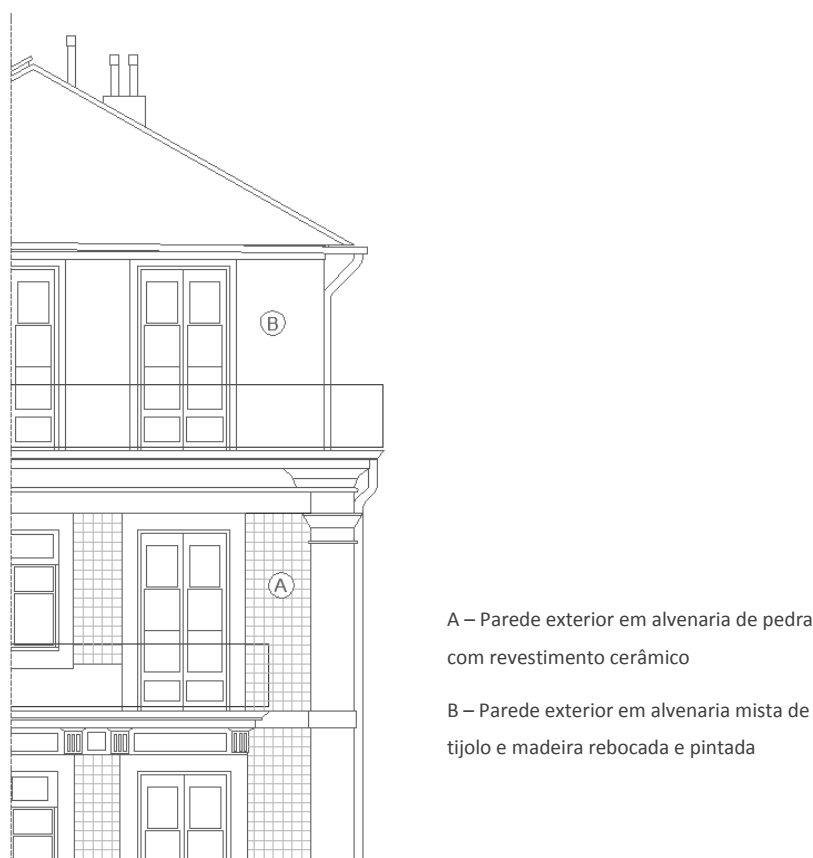 B
A
A – Parede exterior em alvenaria de pedra
com revestimento cerâmico
B – Parede exterior em alvenaria mista de
tijolo e madeira rebocada e pintada